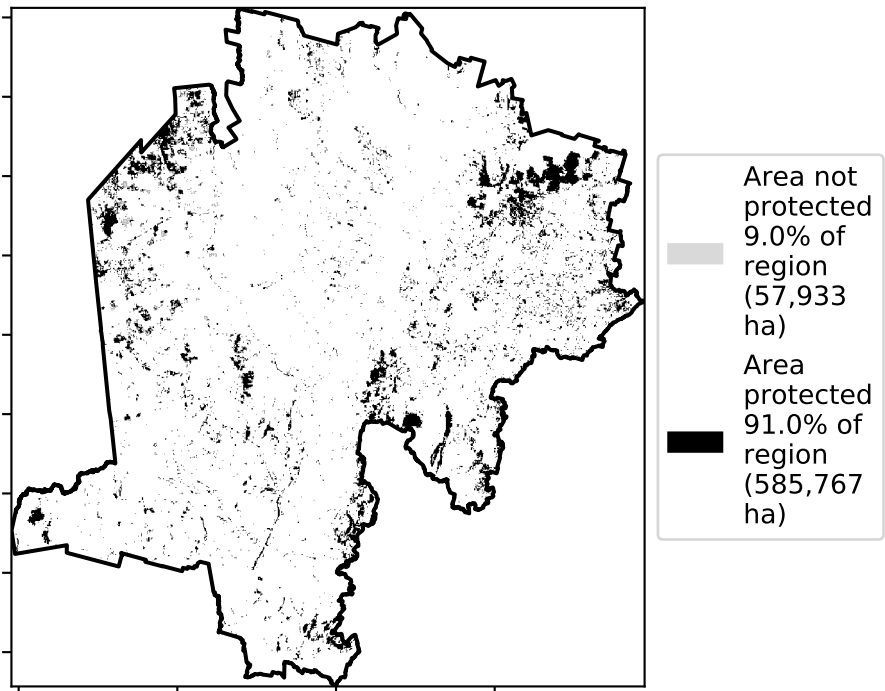 Area not
protected
9.0% of
region
(57,933
ha)
Area
protected
91.0% of
region
(585,767
ha)